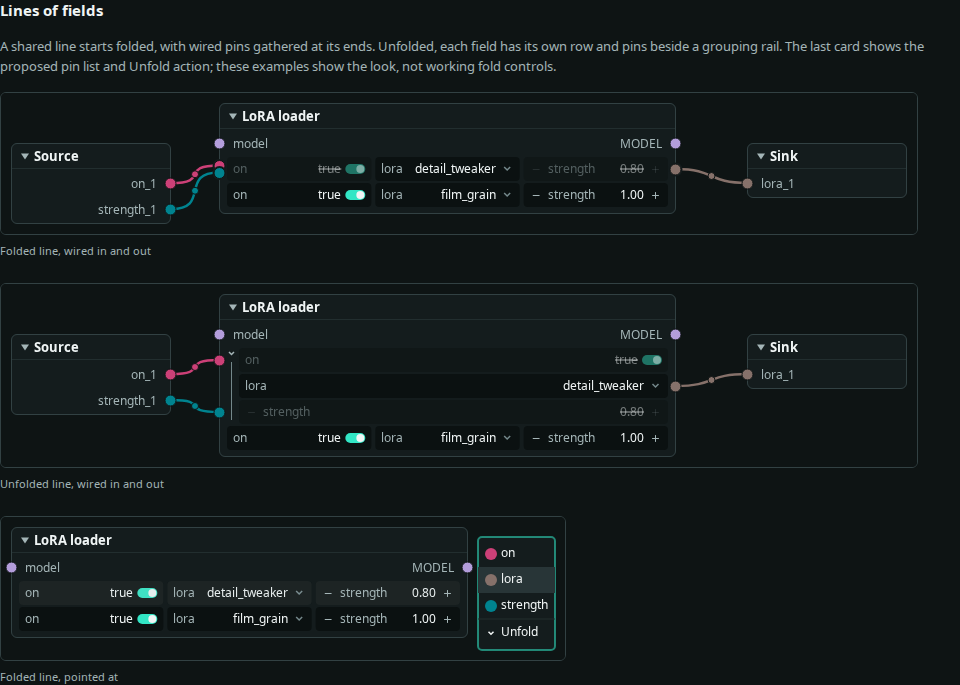 Lines of fields
A shared line starts folded, with wired pins gathered at its ends. Unfolded, each field has its own row and pins beside a grouping rail. The last card shows the
proposed pin list and Unfold action; these examples show the look, not working fold controls.
LoRA loader
model MODEL
Source
on_1
strength_1
on true lora detail_tweaker − strength 0.80 +
on true lora film_grain − strength 1.00 +
Sink
lora_1
Folded line, wired in and out
LoRA loader
model MODEL
Source
on_1
strength_1
on true
lora detail_tweaker
− strength 0.80 +
on true lora film_grain − strength 1.00 +
Sink
lora_1
Unfolded line, wired in and out
LoRA loader
model MODEL
on true lora detail_tweaker − strength 0.80 +
on true lora film_grain − strength 1.00 +
on
lora
strength
Unfold
Folded line, pointed at